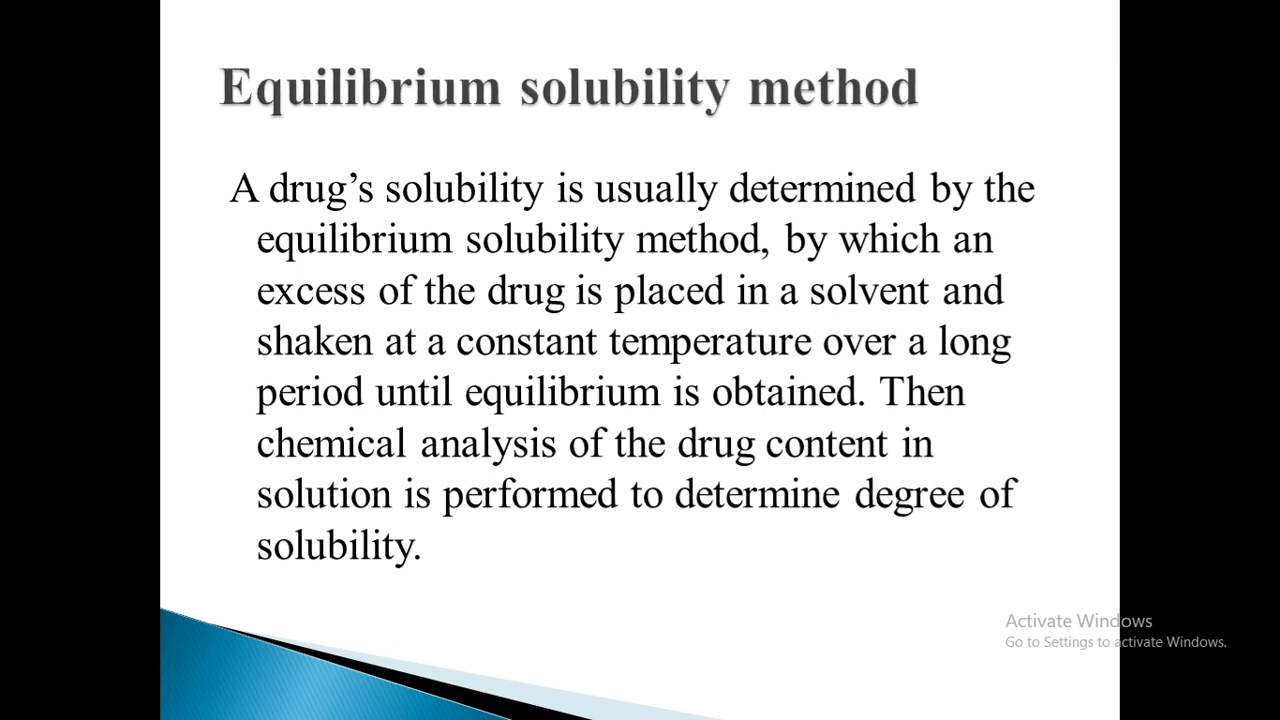 Equilibrium solubility method
A drug’s solubility is usually determined by the
equilibrium solubility method, by which an
excess of the drug is placed in a solvent and
shaken at a constant temperature over a long
period until equilibrium is obtained. Then
chemical analysis of the drug content in
solution is performed to determine degree of
solubility.
Activate Windows
Go to Settings to activate Windows.